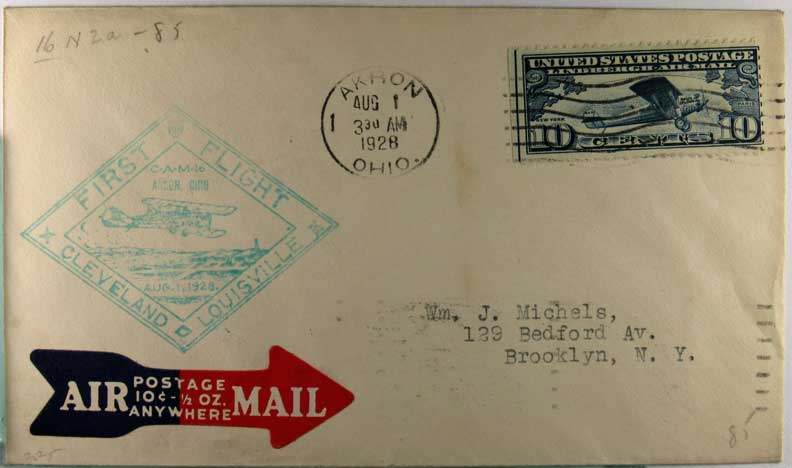 16 N 2a - 85
AKRON
AUG 1
1 3 30 AM
1928
OHIO.
UNITED STATES POSTAGE
LINDBERGH AIR MAIL
NEW YORK
PARIS
10 CENTS 10
FIRST FLIGHT
C-A-M-16
AKRON, OHIO
AUG. 1, 1928.
CLEVELAND LOUISVILLE
Wm. J. Michels,
129 Bedford Av.
Brooklyn, N. Y.
AIR MAIL
POSTAGE
10¢-½ OZ.
ANYWHERE
85